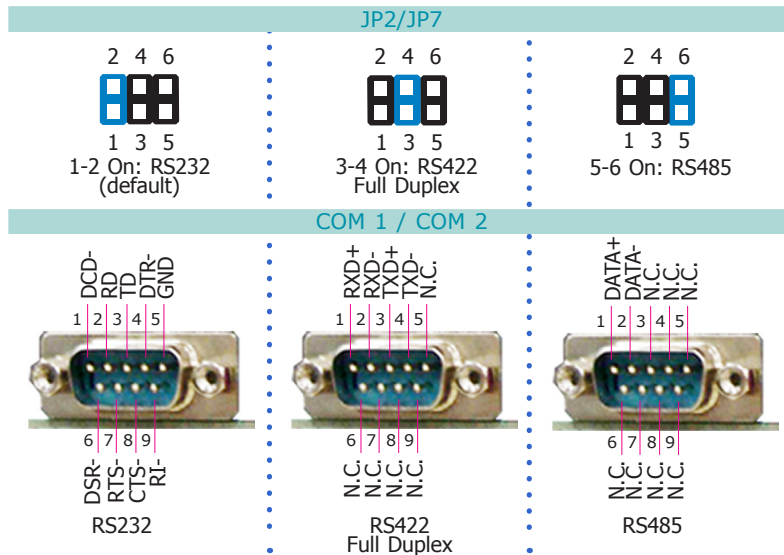 JP2/JP7
2 4 6
1 3 5
1-2 On: RS232
(default)
2 4 6
1 3 5
3-4 On: RS422
Full Duplex
2 4 6
1 3 5
5-6 On: RS485
COM 1 / COM 2
DCD-
RD
TD
DTR-
GND
1 2 3 4 5
6 7 8 9
DSR-
RTS-
CTS-
RI-
RS232
RXD+
RXD-
TXD+
TXD-
N.C.
1 2 3 4 5
6 7 8 9
N.C.
N.C.
N.C.
N.C.
RS422
Full Duplex
DATA+
DATA-
N.C.
N.C.
N.C.
1 2 3 4 5
6 7 8 9
N.C.
N.C.
N.C.
N.C.
RS485